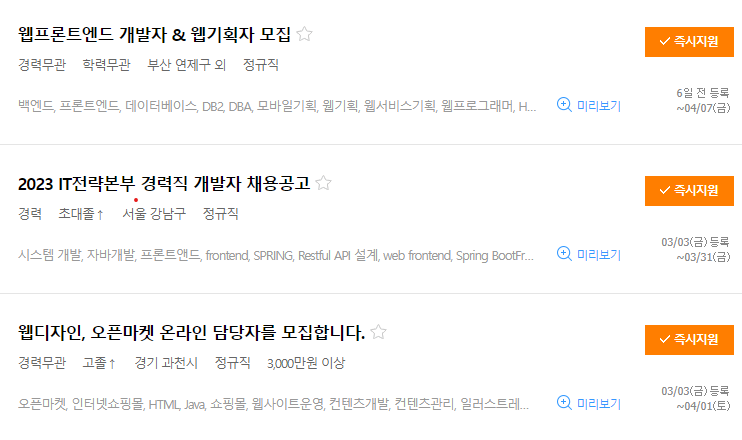 웹프론트엔드 개발자 & 웹기획자 모집
즉시지원
경력무관 학력무관 부산 연제구 외 정규직
백엔드, 프론트엔드, 데이터베이스, DB2, DBA, 모바일기획, 웹기획, 웹서비스기획, 웹프로그래머, H...
미리보기
6일 전 등록
~04/07(금)
2023 IT전략본부 경력직 개발자 채용공고
즉시지원
경력 초대졸↑ 서울 강남구 정규직
시스템 개발, 자바개발, 프론트앤드, frontend, SPRING, Restful API 설계, web frontend, Spring BootFr...
미리보기
03/03(금) 등록
~03/31(금)
웹디자인, 오픈마켓 온라인 담당자를 모집합니다.
즉시지원
경력무관 고졸↑ 경기 과천시 정규직 3,000만원 이상
오픈마켓, 인터넷쇼핑몰, HTML, Java, 쇼핑몰, 웹사이트운영, 컨텐츠개발, 컨텐츠관리, 일러스트레...
미리보기
03/03(금) 등록
~04/01(토)